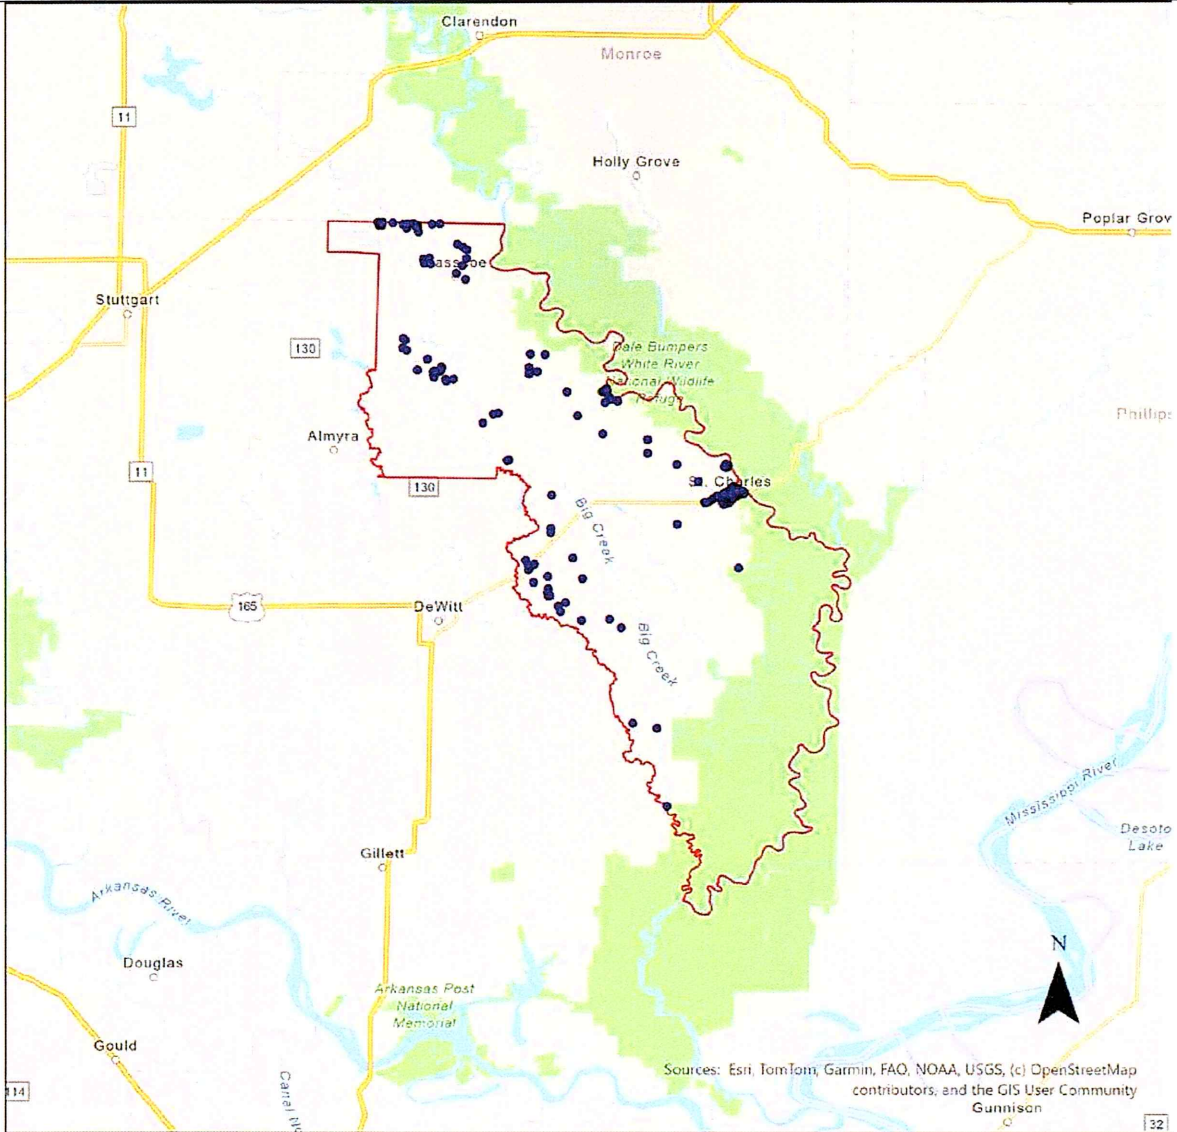 Clarendon
Monroe
11
Holly Grove
Poplar Grov
Stuttgart
130
Dale Bumpers
White River
National Wildlife
Refuge
Phillips
Almyra
11
130
St. Charles
Big Creek
165
DeWitt
Big Creek
Mississippi River
Desoto
Lake
Gillett
Arkansas River
N
Douglas
Arkansas Post
National
Memorial
Gould
Sources: Esri, TomTom, Garmin, FAO, NOAA, USGS, (c) OpenStreetMap
contributors, and the GIS User Community
Gunnison
114
Canal No
32